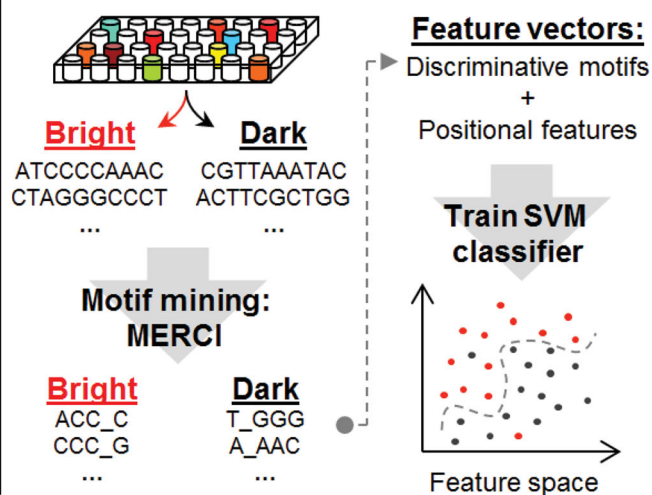 Bright
ATCCCCAAAC
CTAGGGCCCT
...
Dark
CGTTAAATAC
ACTTCGCTGG
...
Motif mining:
MERCI
Bright
ACC_C
CCC_G
...
Dark
T_GGG
A_AAC
...
Feature vectors:
Discriminative motifs
+
Positional features
Train SVM
classifier
Feature space